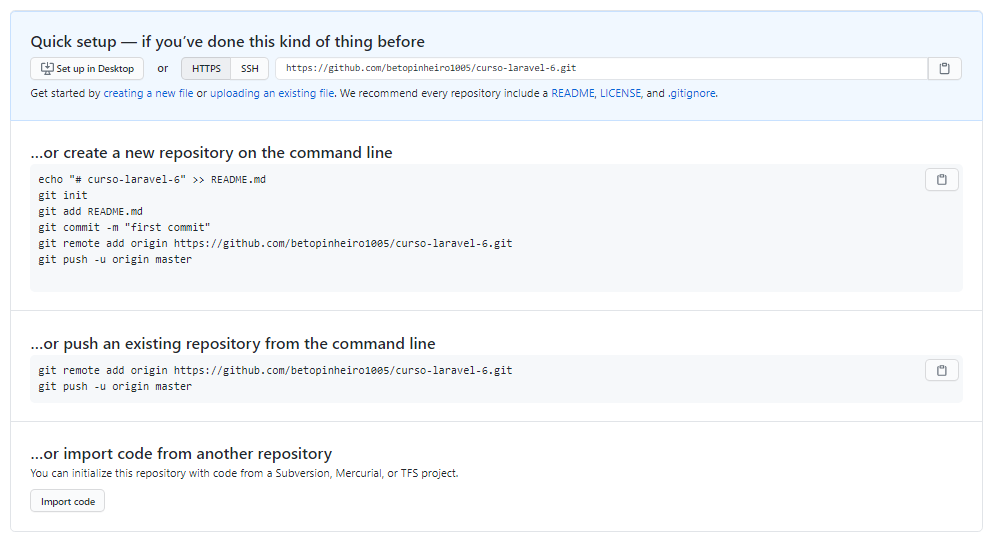 Quick setup — if you’ve done this kind of thing before
Set up in Desktop or HTTPS SSH https://github.com/betopinheiro1005/curso-laravel-6.git
Get started by creating a new file or uploading an existing file. We recommend every repository include a README, LICENSE, and .gitignore.
…or create a new repository on the command line
echo "# curso-laravel-6" >> README.md
git init
git add README.md
git commit -m "first commit"
git remote add origin https://github.com/betopinheiro1005/curso-laravel-6.git
git push -u origin master
…or push an existing repository from the command line
git remote add origin https://github.com/betopinheiro1005/curso-laravel-6.git
git push -u origin master
…or import code from another repository
You can initialize this repository with code from a Subversion, Mercurial, or TFS project.
Import code